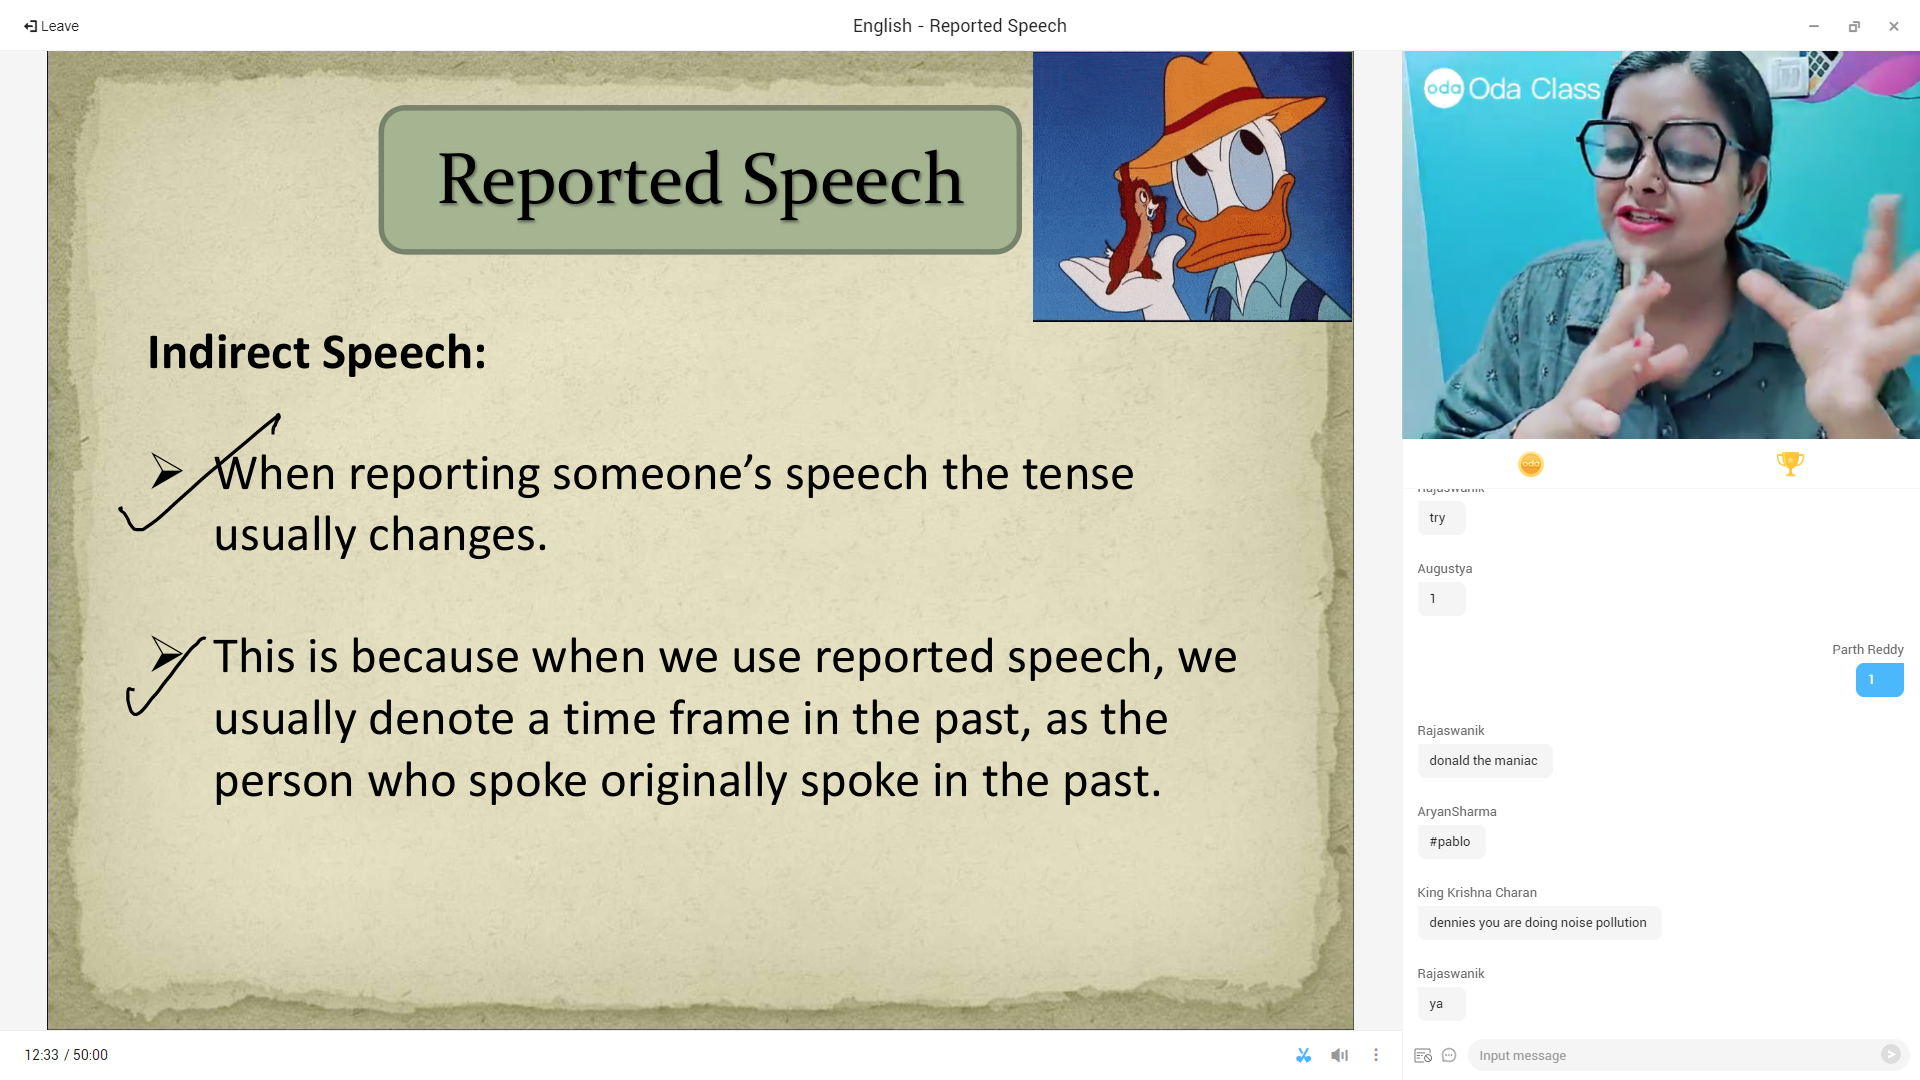 Leave
English - Reported Speech
Reported Speech
Indirect Speech:
When reporting someone’s speech the tense
usually changes.
This is because when we use reported speech, we
usually denote a time frame in the past, as the
person who spoke originally spoke in the past.
12:33 / 50:00
oda Oda Class
oda
Rajaswanik
try
Augustya
1
Parth Reddy
1
Rajaswanik
donald the maniac
AryanSharma
#pablo
King Krishna Charan
dennies you are doing noise pollution
Rajaswanik
ya
Input message